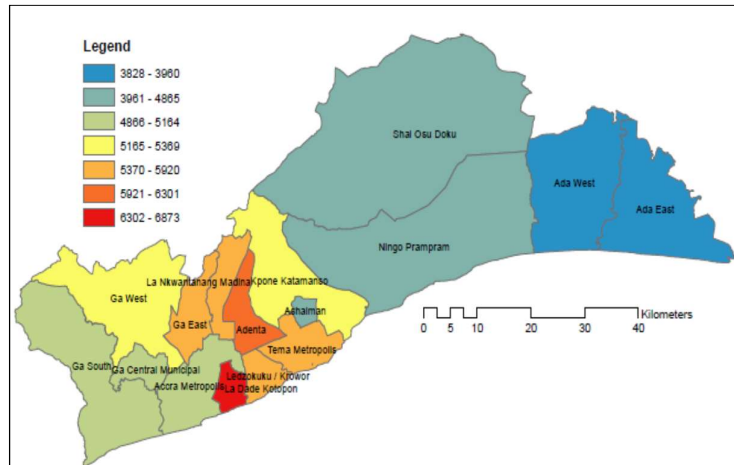 Legend
3828 - 3960
3961 - 4865
4866 - 5164
5165 - 5369
5370 - 5920
5921 - 6301
6302 - 6873
Shai Osu Doku
Ada West
Ada East
Ningo Prampram
La Nkwantanang Madina
Kpone Katamanso
Ga West
Ashaiman
Ga East
Adenta
Tema Metropolis
Ga South
Ga Central Municipal
Ledzokuku / Krowor
Accra Metropolis
La Dade Kotopon
Kilometers
0 5 10 20 30 40